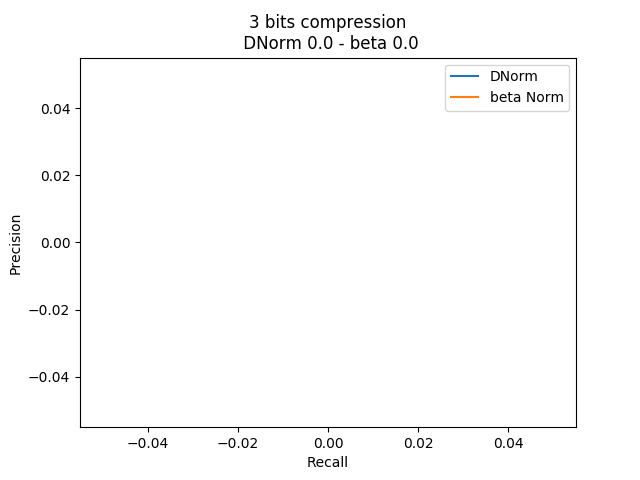 3 bits compression
DNorm 0.0 - beta 0.0
DNorm
beta Norm
0.04
0.02
0.00
−0.02
−0.04
Precision
−0.04 −0.02 0.00 0.02 0.04
Recall